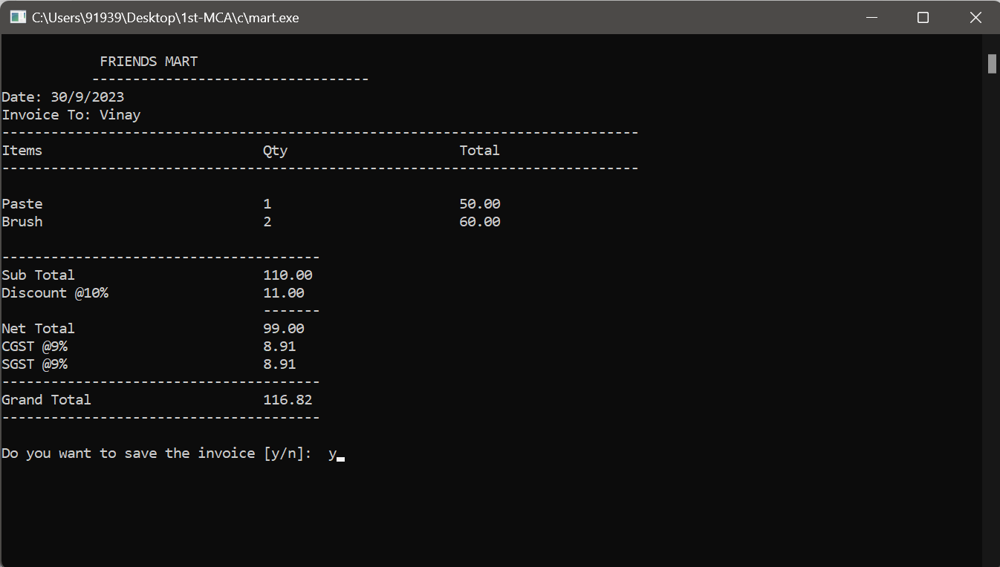 C:\Users\91939\Desktop\1st-MCA\c\mart.exe
FRIENDS MART
----------------------------------
Date: 30/9/2023
Invoice To: Vinay
------------------------------------------------------------------------------
Items Qty Total
------------------------------------------------------------------------------
Paste 1 50.00
Brush 2 60.00
---------------------------------------
Sub Total 110.00
Discount @10% 11.00
-------
Net Total 99.00
CGST @9% 8.91
SGST @9% 8.91
---------------------------------------
Grand Total 116.82
---------------------------------------
Do you want to save the invoice [y/n]:  y